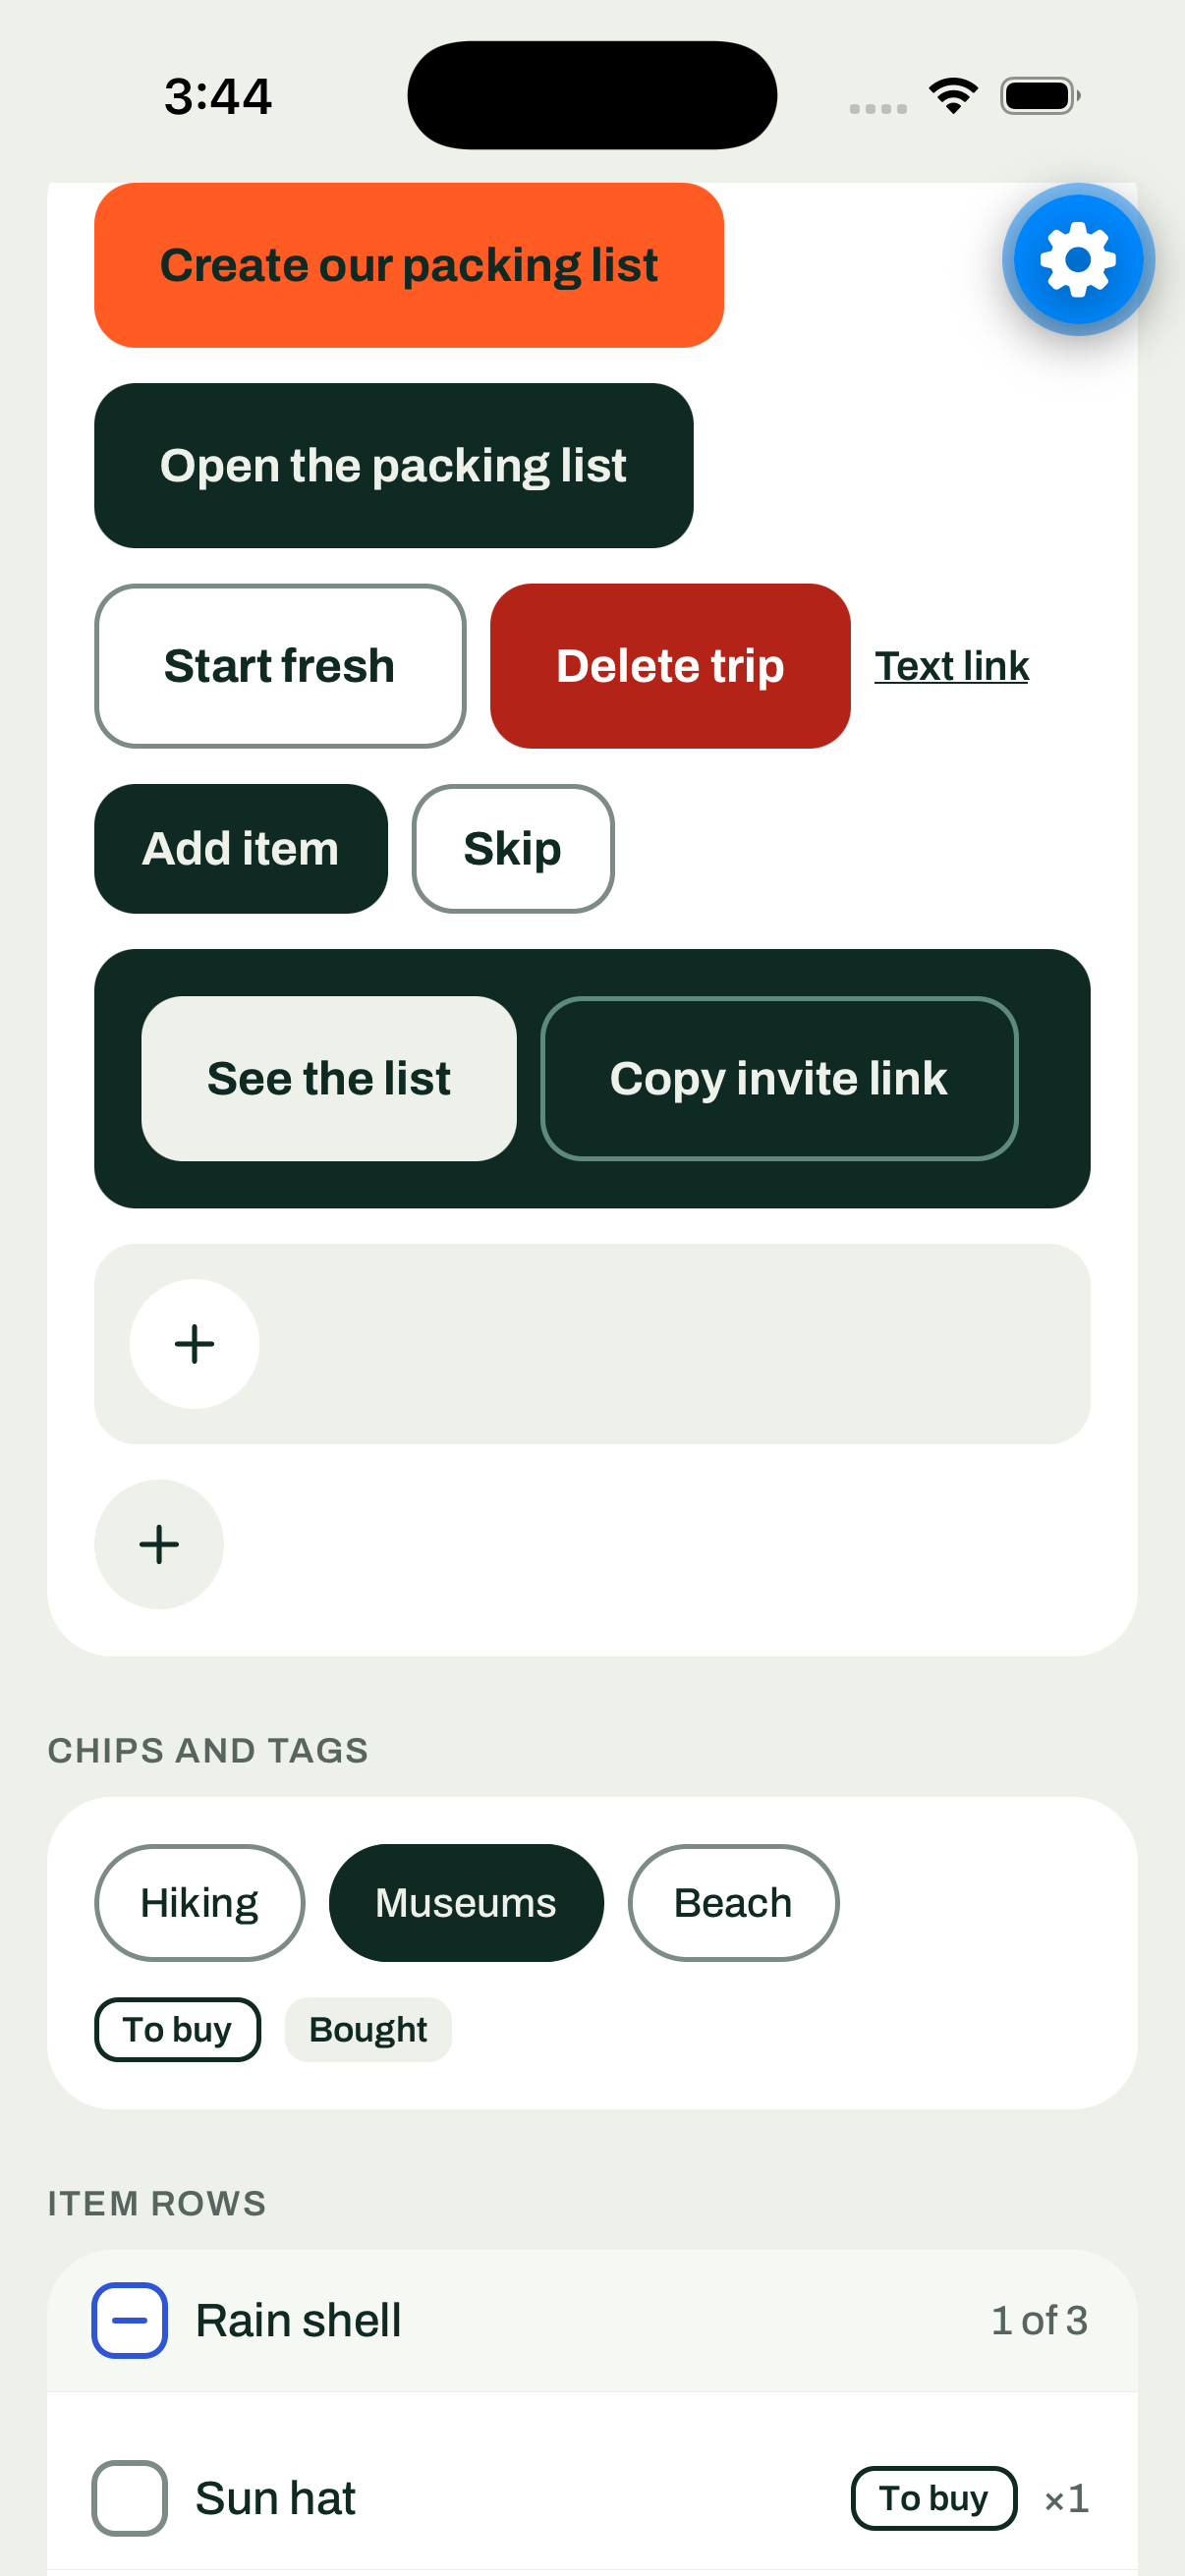 3:44
Create our packing list
Open the packing list
Start fresh
Delete trip
Text link
Add item
Skip
See the list
Copy invite link
CHIPS AND TAGS
Hiking
Museums
Beach
To buy
Bought
ITEM ROWS
Rain shell
1 of 3
Sun hat
To buy
×1